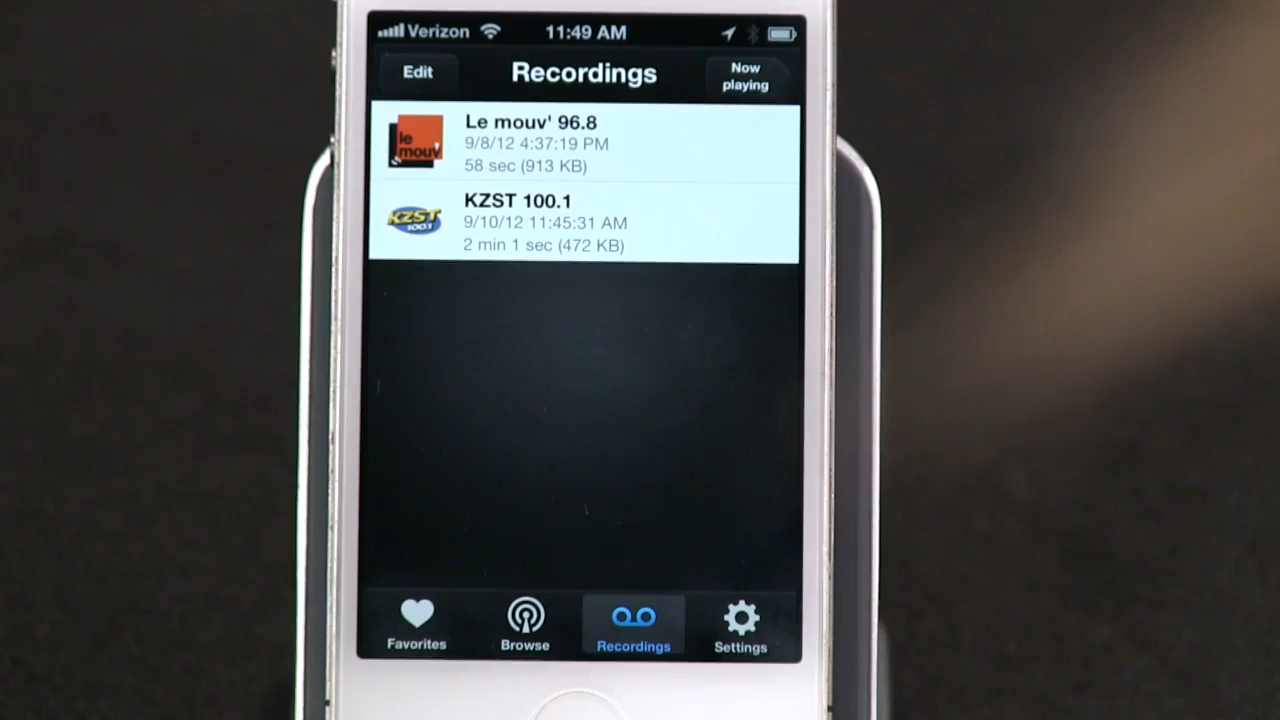 Verizon 11:49 AM
Edit
Recordings
Now
playing
le
mouv'
Le mouv' 96.8
9/8/12 4:37:19 PM
58 sec (913 KB)
KZST
100.1
KZST 100.1
9/10/12 11:45:31 AM
2 min 1 sec (472 KB)
Favorites
Browse
Recordings
Settings